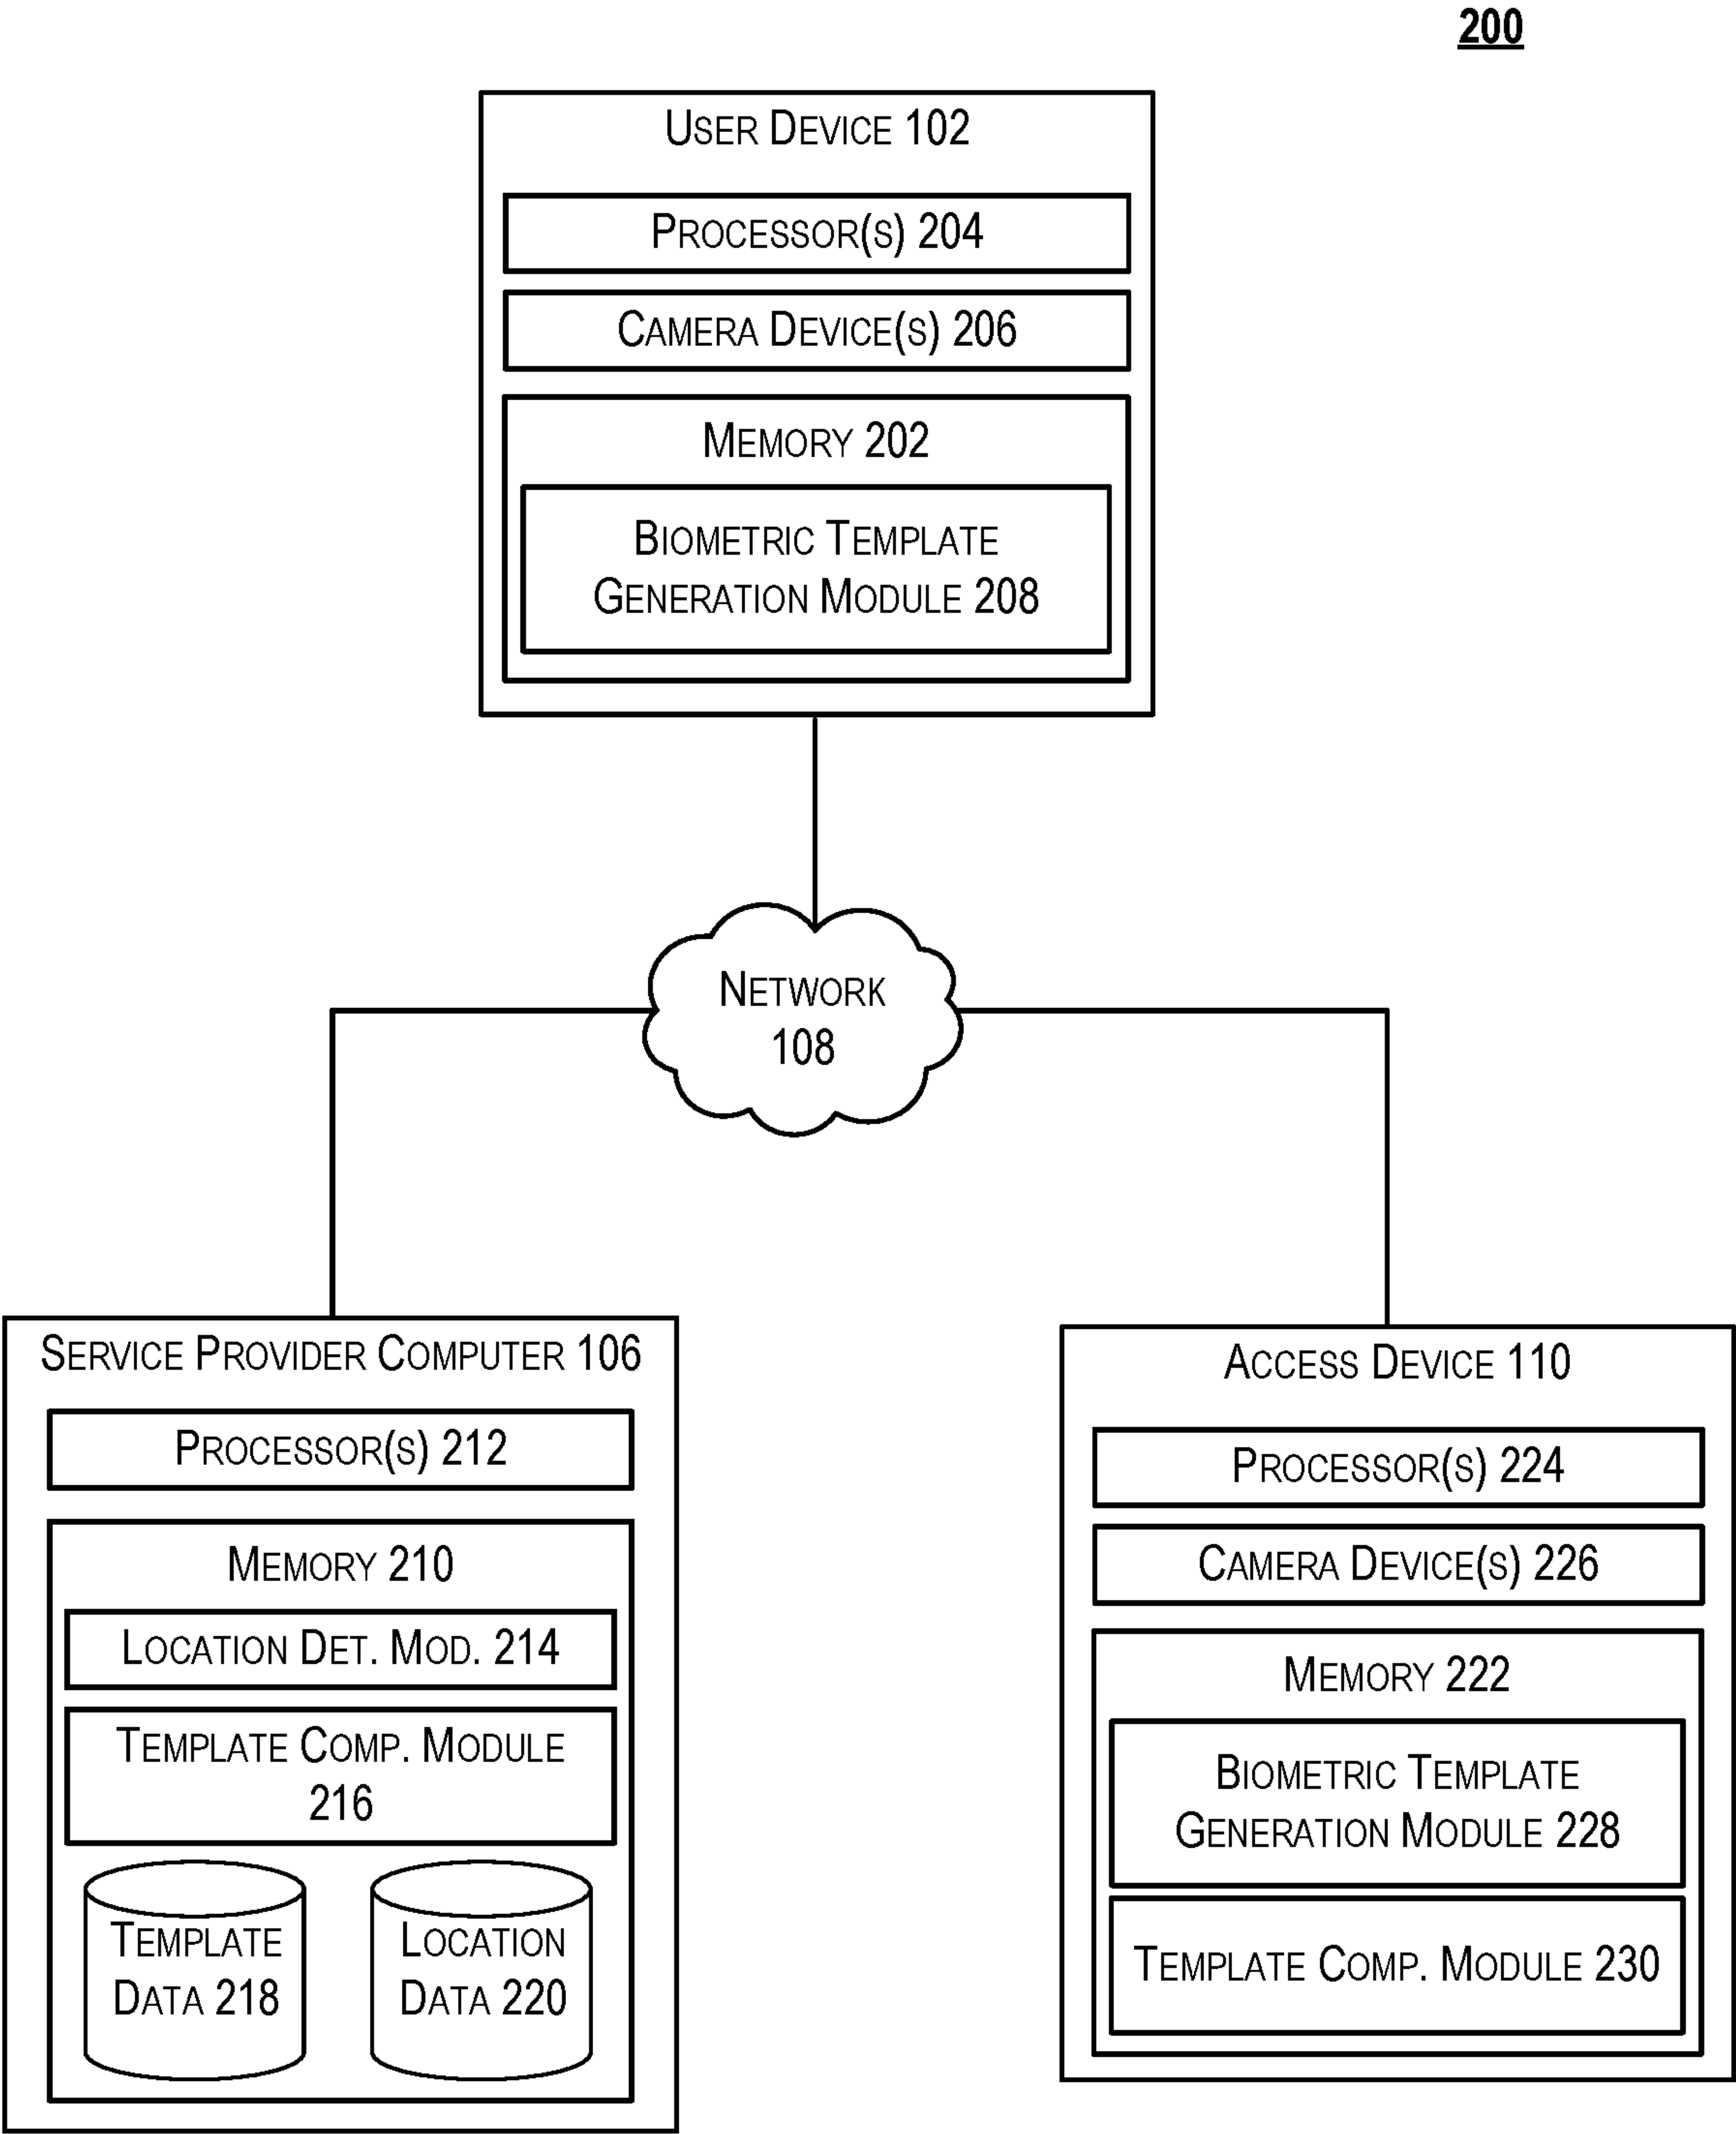 200
User Device 102
Processor(s) 204
Camera Device(s) 206
Memory 202
Biometric Template
Generation Module 208
Network
108
Service Provider Computer 106
Processor(s) 212
Memory 210
Location Det. Mod. 214
Template Comp. Module
216
Template
Data 218
Location
Data 220
Access Device 110
Processor(s) 224
Camera Device(s) 226
Memory 222
Biometric Template
Generation Module 228
Template Comp. Module 230